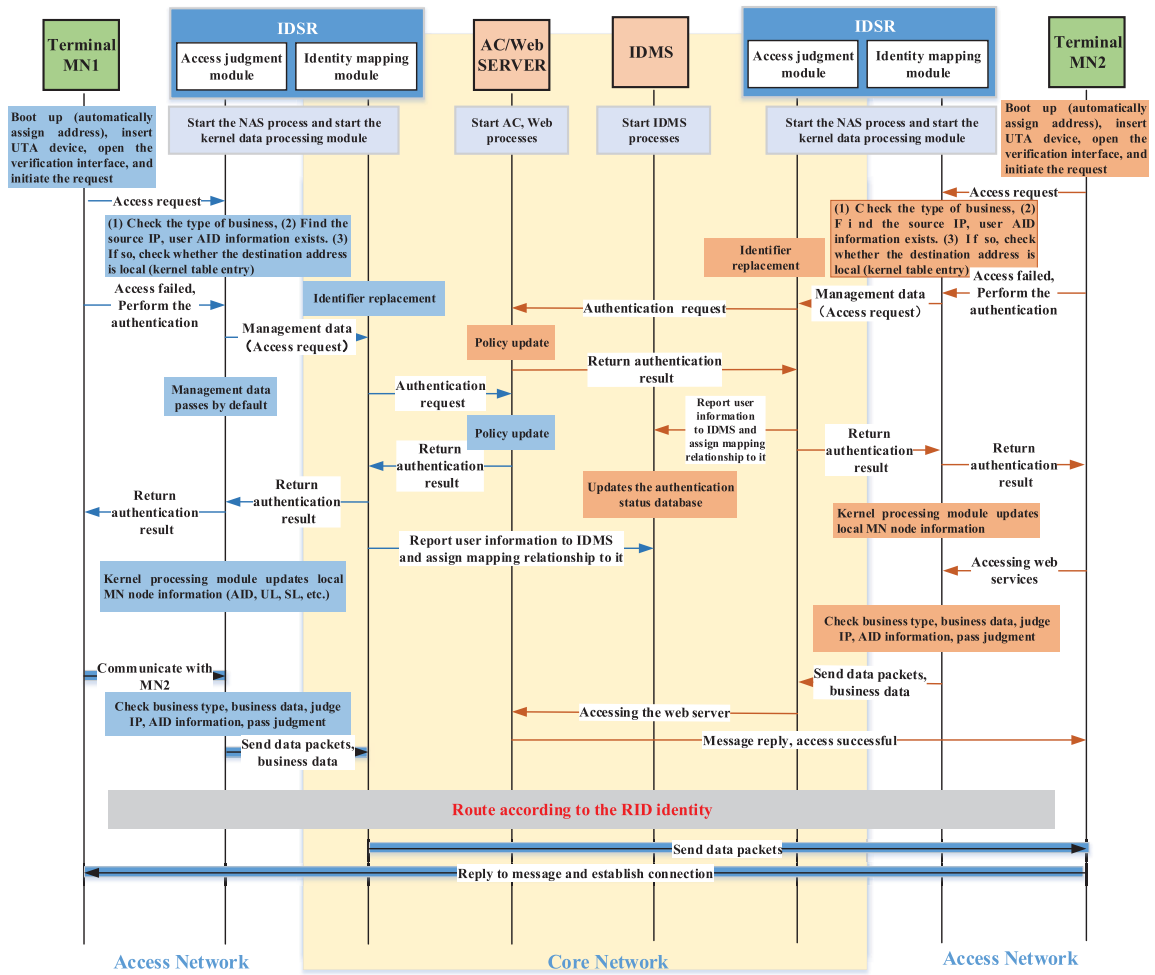 Terminal
MN1
IDSR
Access judgment
module
Identity mapping
module
AC/Web
SERVER
IDMS
IDSR
Access judgment
module
Identity mapping
module
Terminal
MN2
Boot up (automatically
assign address), insert
UTA device, open the
verification interface, and
initiate the request
Start the NAS process and start the
kernel data processing module
Start AC, Web
processes
Start IDMS
processes
Start the NAS process and start the
kernel data processing module
Boot up (automatically
assign address), insert
UTA device, open the
verification interface, and
initiate the request
Access request
Access request
(1) Check the type of business, (2) Find the
source IP, user AID information exists. (3)
If so, check whether the destination address
is local (kernel table entry)
(1) Check the type of business, (2)
F i nd the source IP, user AID
information exists. (3) If so, check
whether the destination address is
local (kernel table entry)
Identifier
replacement
Access failed,
Perform the
authentication
Identifier replacement
Authentication request
Management data
（Access request）
Access failed,
Perform the
authentication
Management data
（Access request）
Policy update
Return authentication
result
Management data
passes by default
Authentication
request
Policy update
Report user
information
to IDMS and
assign mapping
relationship to it
Return
authentication
result
Return
authentication
result
Return
authentication
result
Updates the authentication
status database
Return
authentication
result
Return
authentication
result
Kernel processing module updates
local MN node information
Report user information to IDMS
and assign mapping relationship to it
Kernel processing module updates local
MN node information (AID, UL, SL, etc.)
Accessing web
services
Check business type, business data, judge
IP, AID information, pass judgment
Communicate with
MN2
Send data packets,
business data
Check business type, business data, judge
IP, AID information, pass judgment
Accessing the web server
Send data packets,
business data
Message reply, access successful
Route according to the RID identity
Send data packets
Reply to message and establish connection
Access Network
Core Network
Access Network